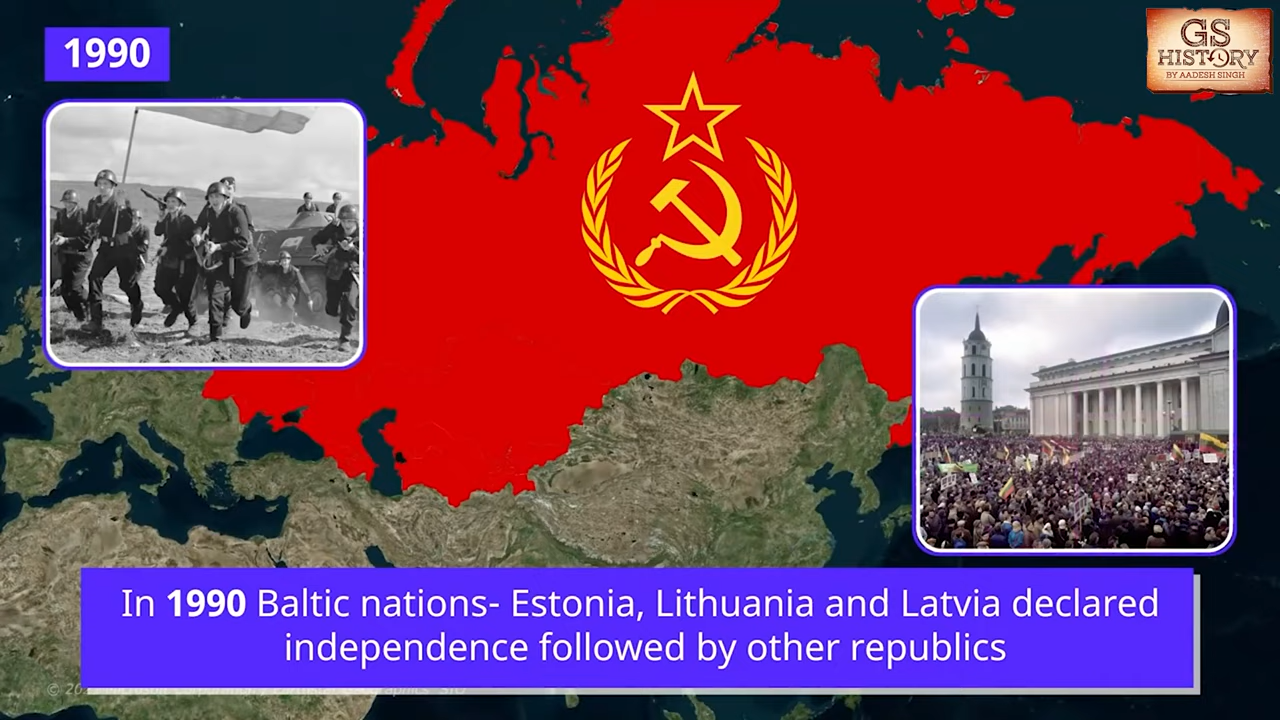 1990
GS
HISTORY
BY AADESH SINGH
In 1990 Baltic nations- Estonia, Lithuania and Latvia declared
independence followed by other republics